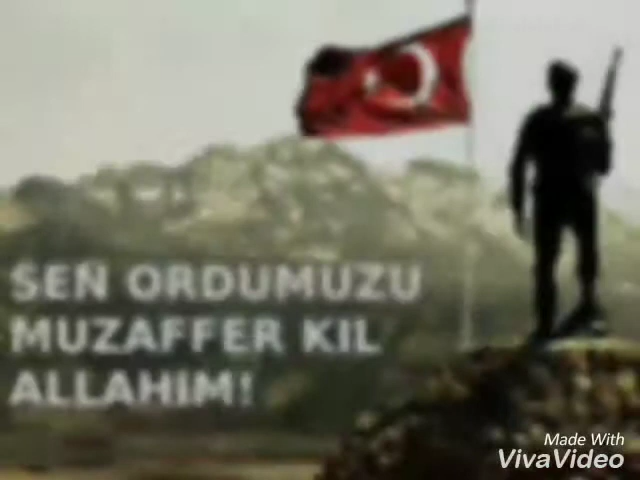 SEN ORDUMUZU
MUZAFFER KIL
ALLAHIM!
Made With
VivaVideo